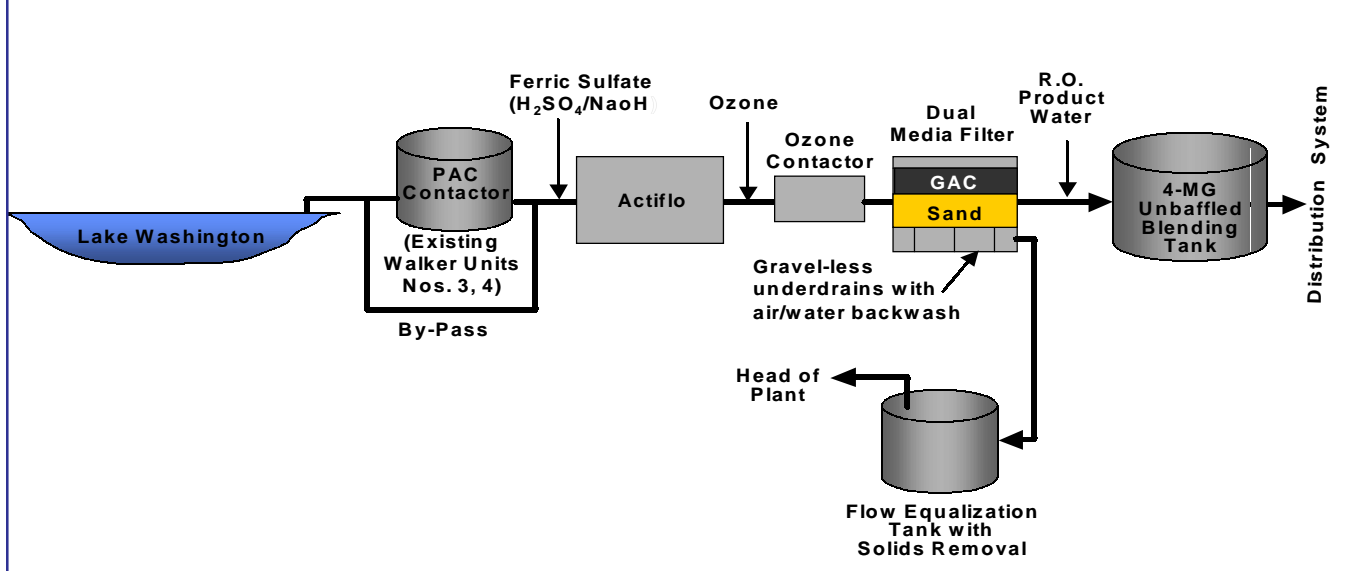 Lake Washington
PAC
Contactor
(Existing
Walker Units
Nos. 3, 4)
By-Pass
Ferric Sulfate
(H₂SO₄/NaoH
Actiflo
Ozone
Ozone
Contactor
Dual
Media Filter
GAC
Sand
Gravel-less
underdrains with
air/water backwash
R.O.
Product
Water
4-MG
Unbaffled
Blending
Tank
Distribution System
Head of
Plant
Flow Equalization
Tank with
Solids Removal